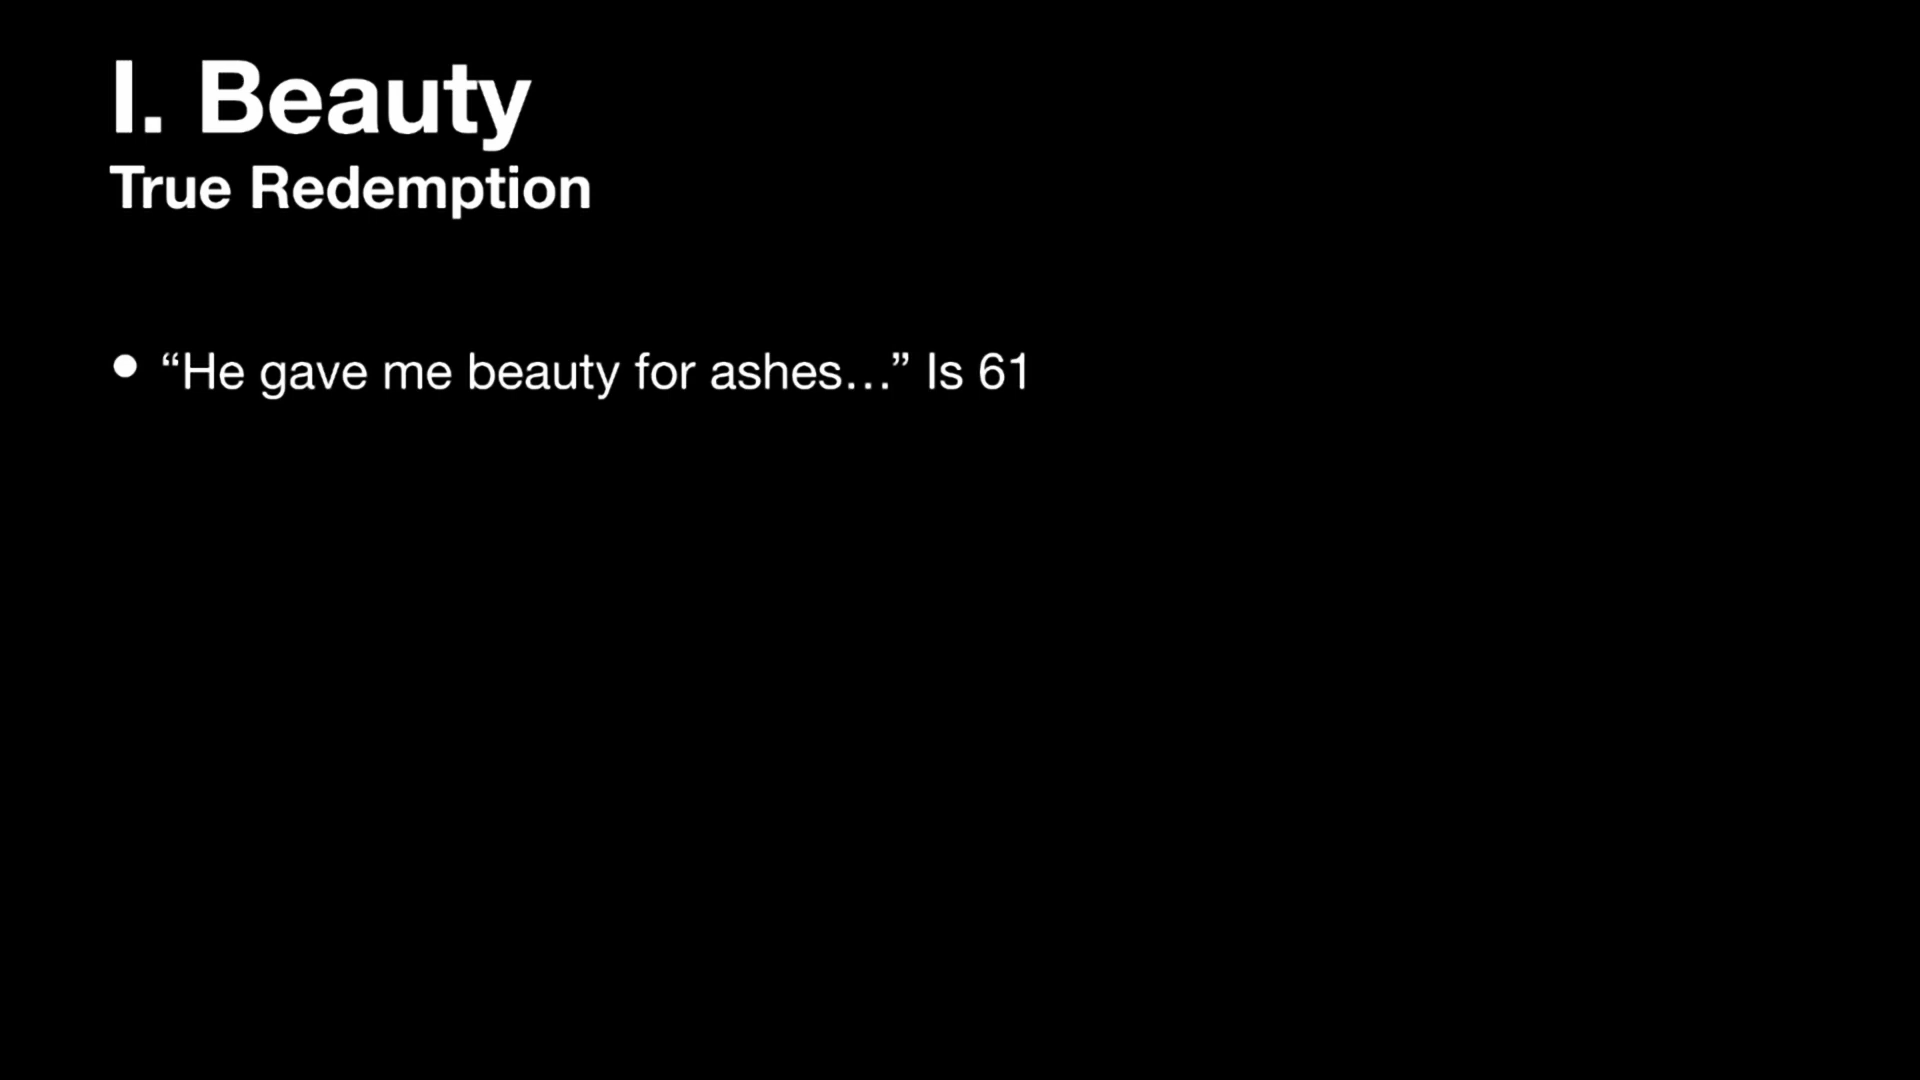 I. Beauty
True Redemption
• “He gave me beauty for ashes…” Is 61